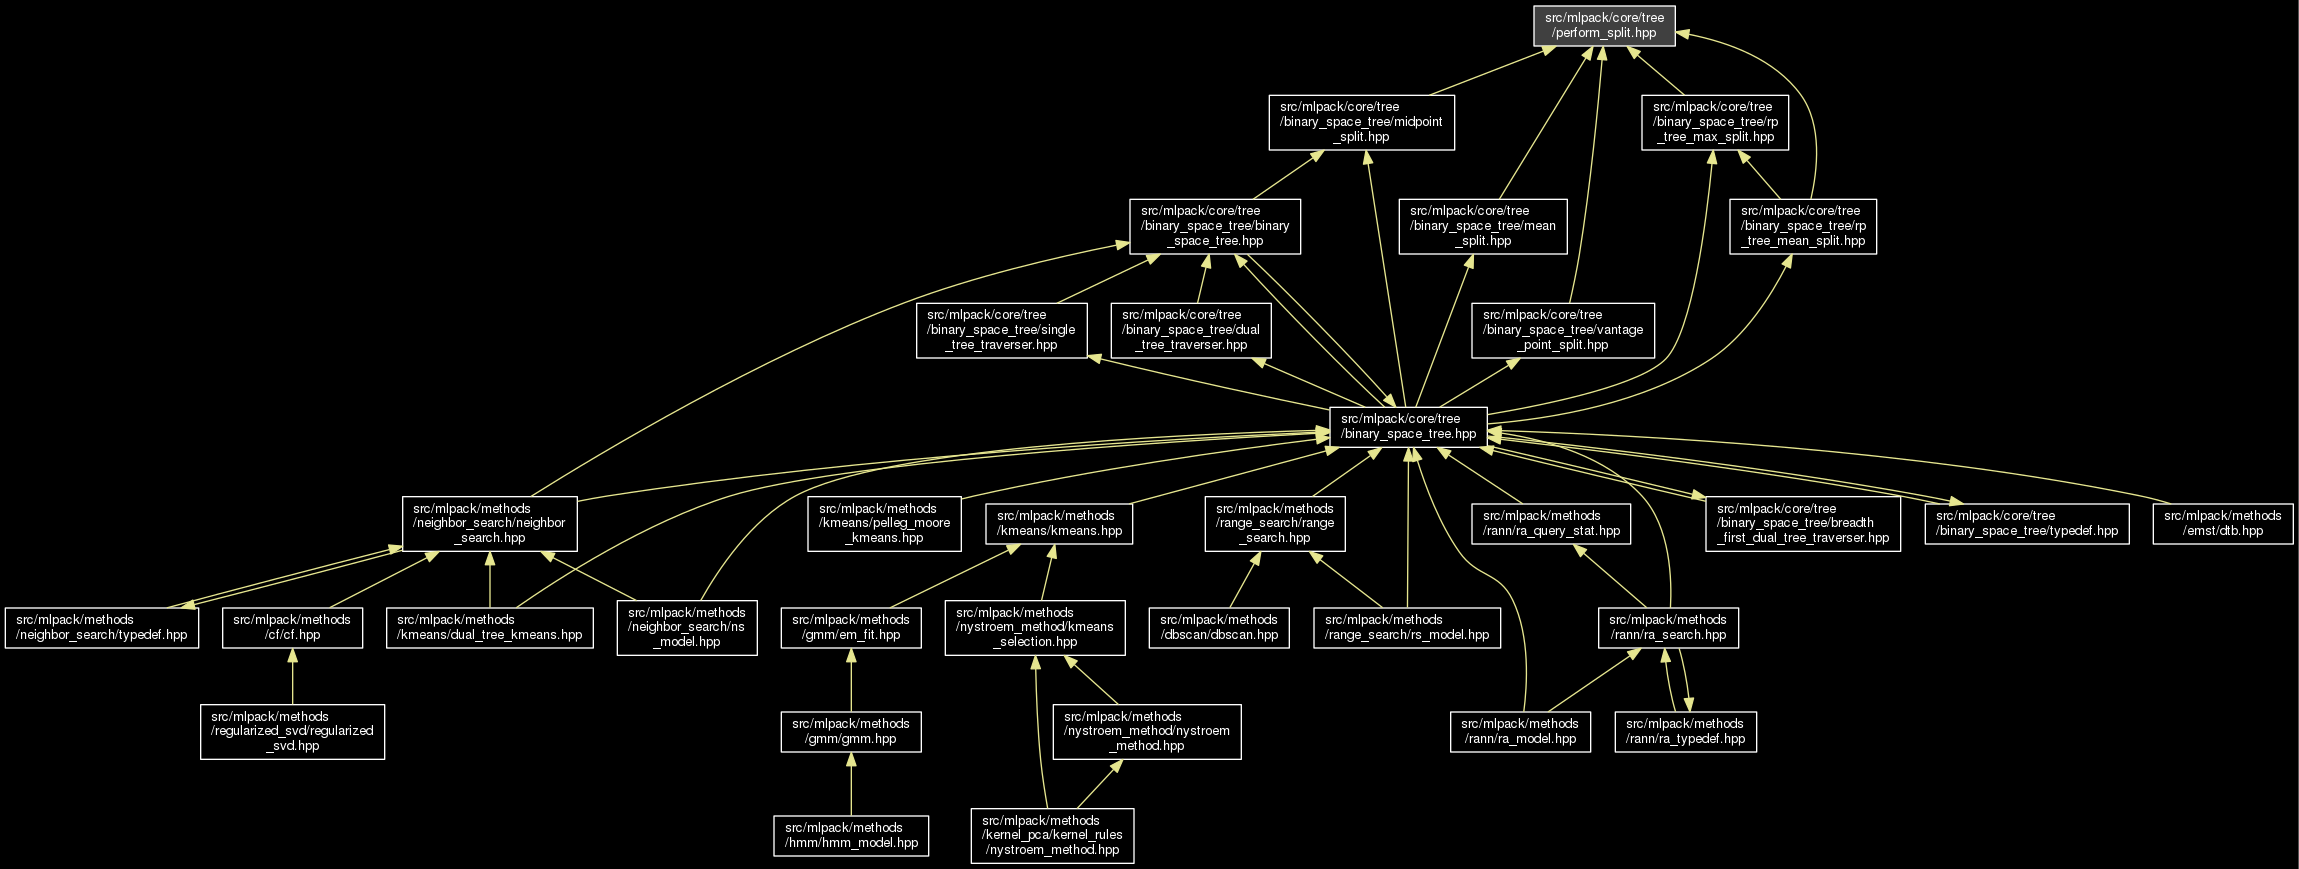 src/mlpack/core/tree
/perform_split.hpp
src/mlpack/core/tree
/binary_space_tree/midpoint
_split.hpp
src/mlpack/core/tree
/binary_space_tree/rp
_tree_max_split.hpp
src/mlpack/core/tree
/binary_space_tree/binary
_space_tree.hpp
src/mlpack/core/tree
/binary_space_tree/mean
_split.hpp
src/mlpack/core/tree
/binary_space_tree/rp
_tree_mean_split.hpp
src/mlpack/core/tree
/binary_space_tree/single
_tree_traverser.hpp
src/mlpack/core/tree
/binary_space_tree/dual
_tree_traverser.hpp
src/mlpack/core/tree
/binary_space_tree/vantage
_point_split.hpp
src/mlpack/core/tree
/binary_space_tree.hpp
src/mlpack/methods
/neighbor_search/neighbor
_search.hpp
src/mlpack/methods
/kmeans/pelleg_moore
_kmeans.hpp
src/mlpack/methods
/kmeans/kmeans.hpp
src/mlpack/methods
/range_search/range
_search.hpp
src/mlpack/methods
/rann/ra_query_stat.hpp
src/mlpack/core/tree
/binary_space_tree/breadth
_first_dual_tree_traverser.hpp
src/mlpack/core/tree
/binary_space_tree/typedef.hpp
src/mlpack/methods
/emst/dtb.hpp
src/mlpack/methods
/neighbor_search/typedef.hpp
src/mlpack/methods
/cf/cf.hpp
src/mlpack/methods
/kmeans/dual_tree_kmeans.hpp
src/mlpack/methods
/neighbor_search/ns
_model.hpp
src/mlpack/methods
/gmm/em_fit.hpp
src/mlpack/methods
/nystroem_method/kmeans
_selection.hpp
src/mlpack/methods
/dbscan/dbscan.hpp
src/mlpack/methods
/range_search/rs_model.hpp
src/mlpack/methods
/rann/ra_search.hpp
src/mlpack/methods
/regularized_svd/regularized
_svd.hpp
src/mlpack/methods
/gmm/gmm.hpp
src/mlpack/methods
/nystroem_method/nystroem
_method.hpp
src/mlpack/methods
/rann/ra_model.hpp
src/mlpack/methods
/rann/ra_typedef.hpp
src/mlpack/methods
/hmm/hmm_model.hpp
src/mlpack/methods
/kernel_pca/kernel_rules
/nystroem_method.hpp